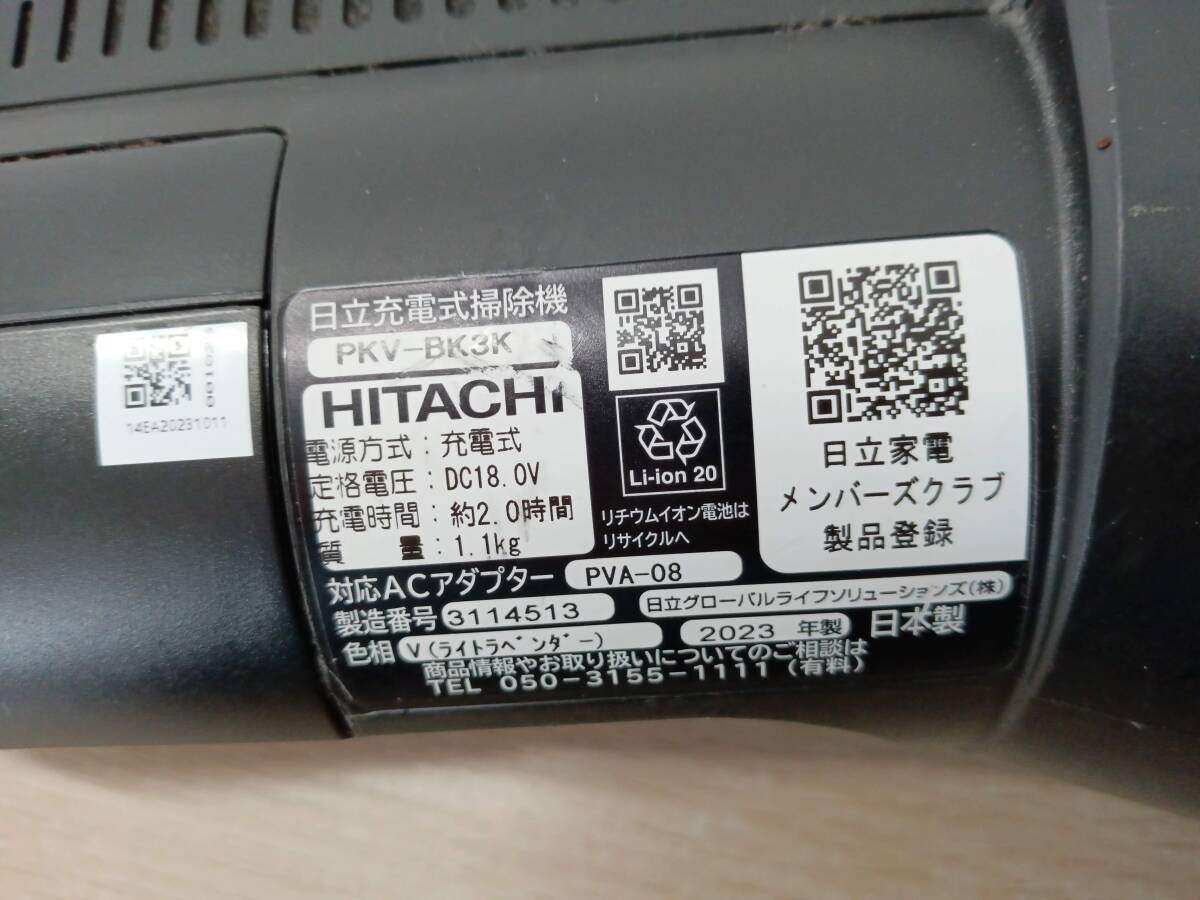 日立充電式掃除機
PKV-BK3K
HITACHI
電源方式：充電式
定格電圧：DC18.0V
充電時間：約2.0時間
質　量：1.1kg
対応ACアダプター PVA-08
製造番号 3114513
日立グローバルライフソリューションズ(株)
色相 V(ライトラベンダー)
2023 年製 日本製
商品情報やお取り扱いについてのご相談は
TEL 050-3155-1111 (有料)
Li-ion 20
リチウムイオン電池は
リサイクルへ
日立家電
メンバーズクラブ
製品登録
14EA20231011